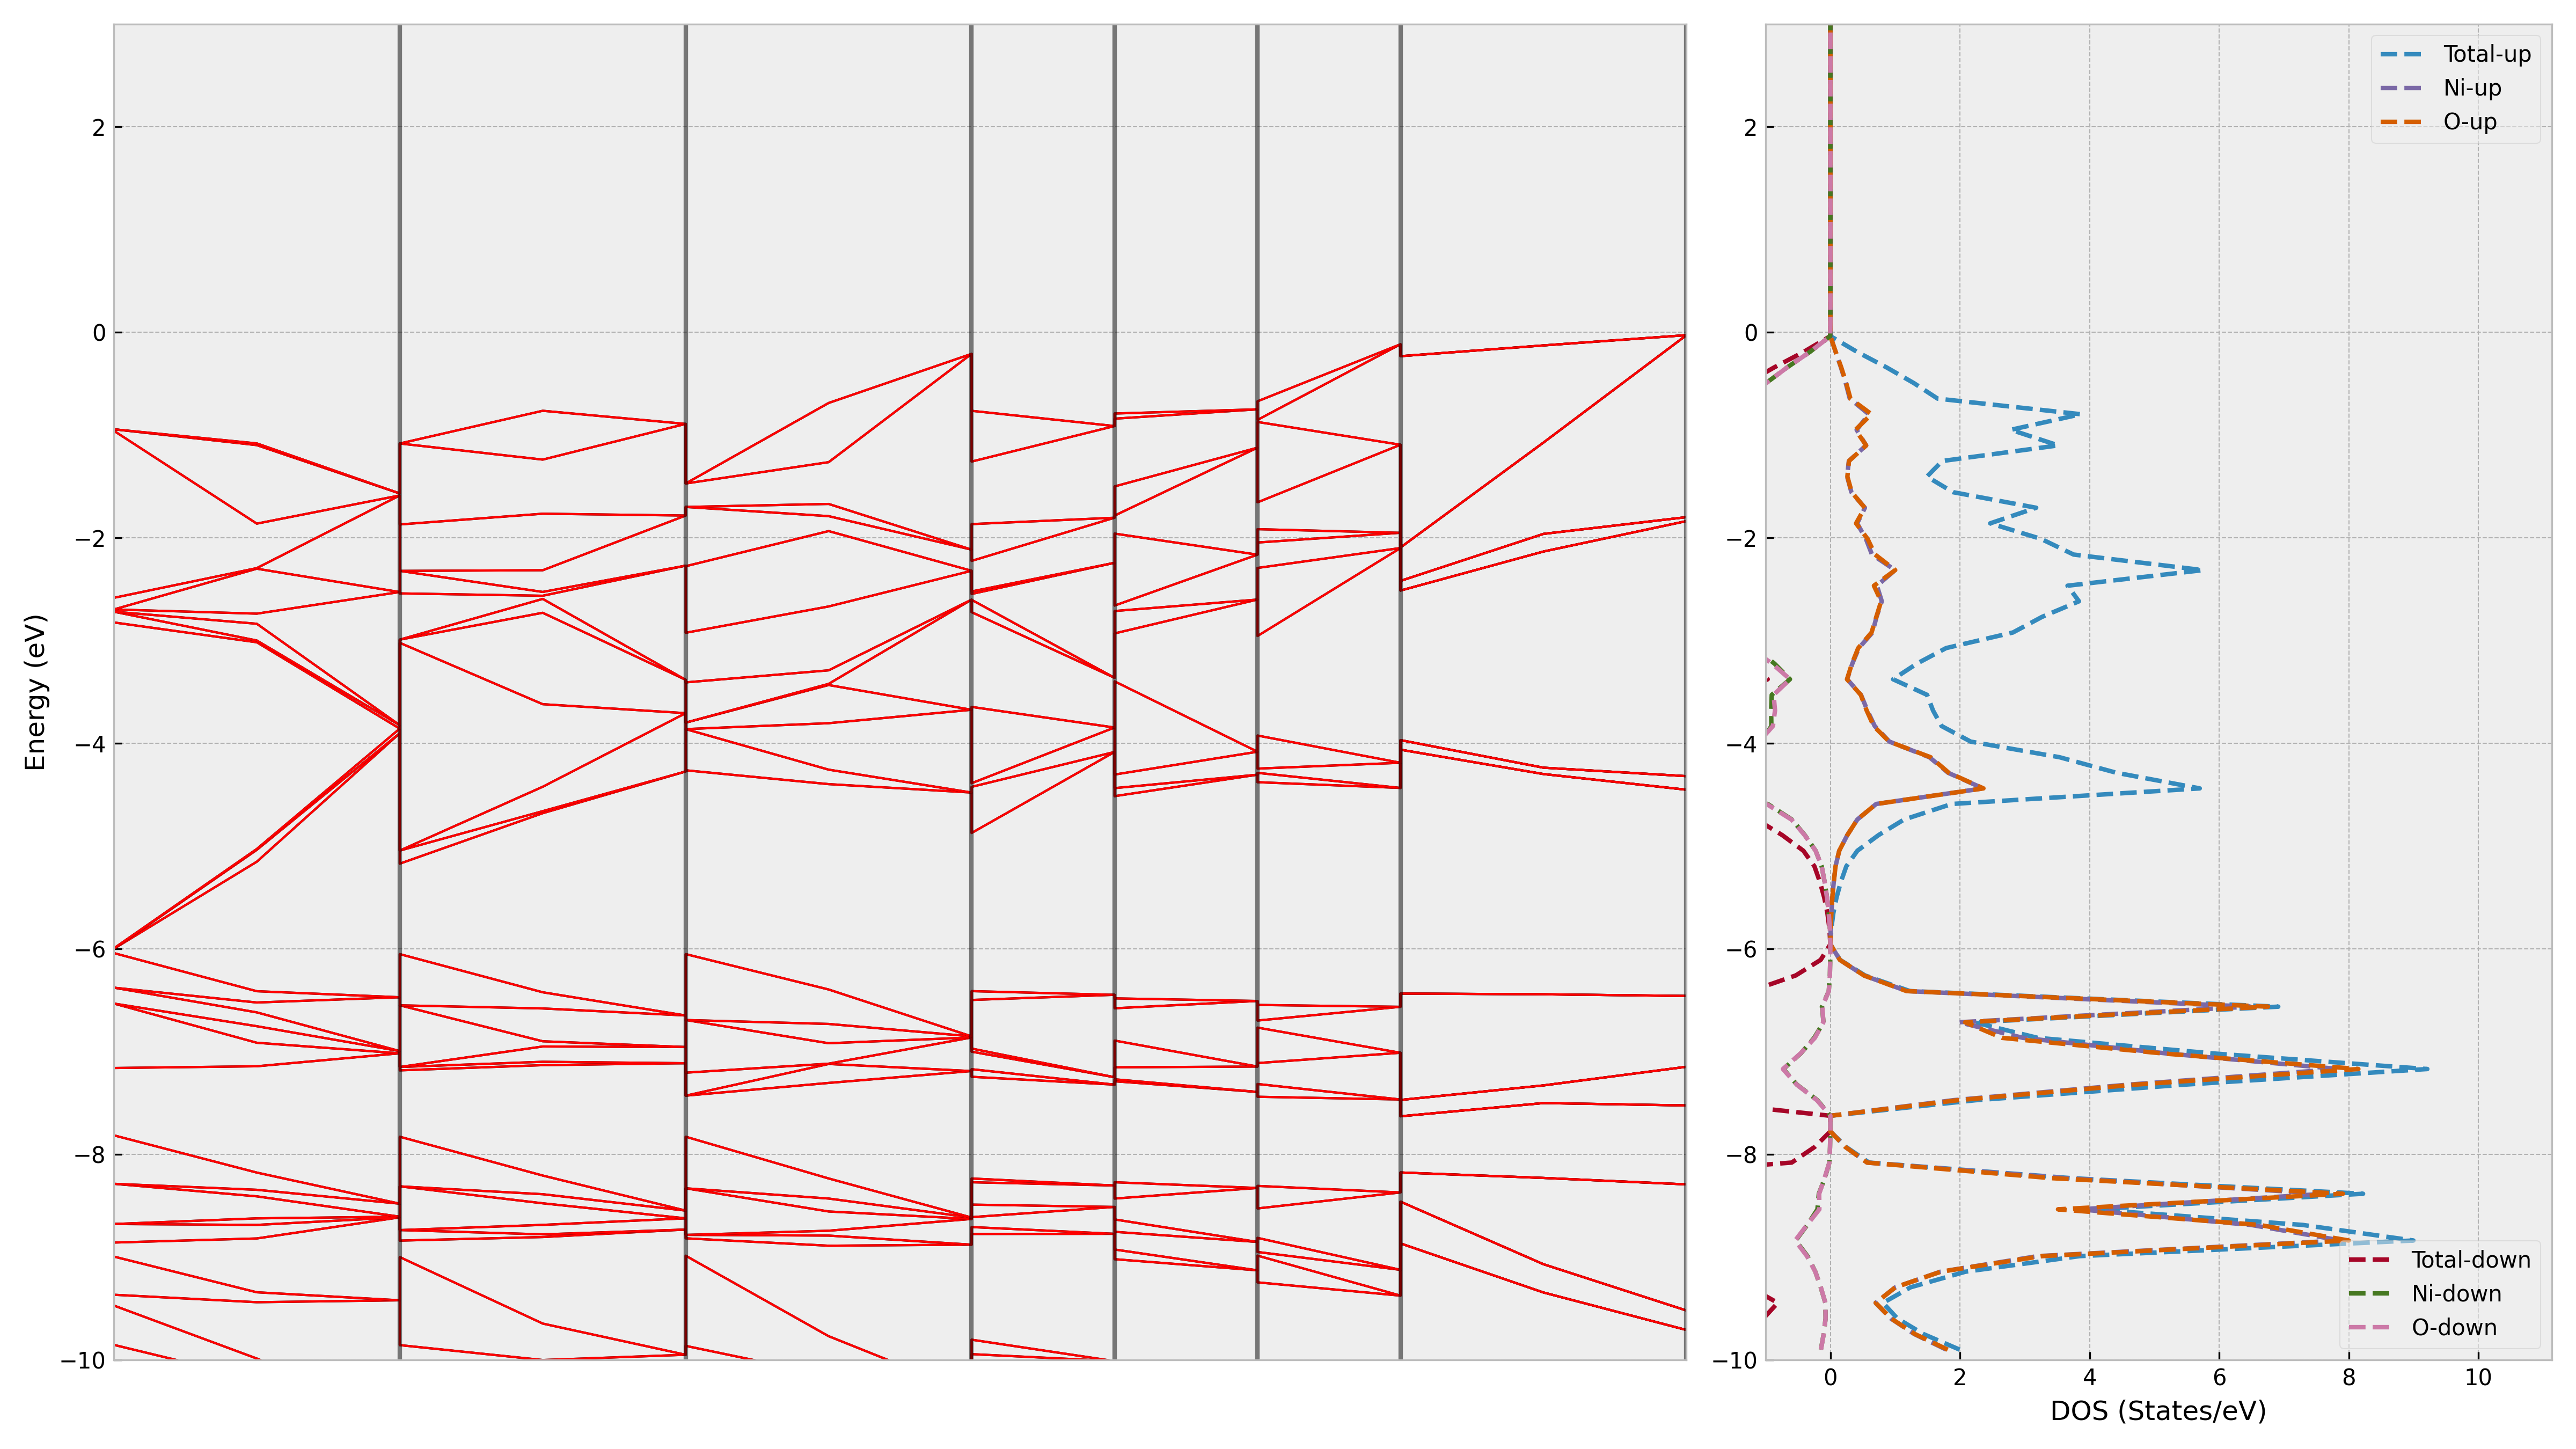 Energy (eV)
2
0
−2
−4
−6
−8
−10
2
0
−2
−4
−6
−8
−10
Total-up
Ni-up
O-up
Total-down
Ni-down
O-down
0
2
4
6
8
10
DOS (States/eV)